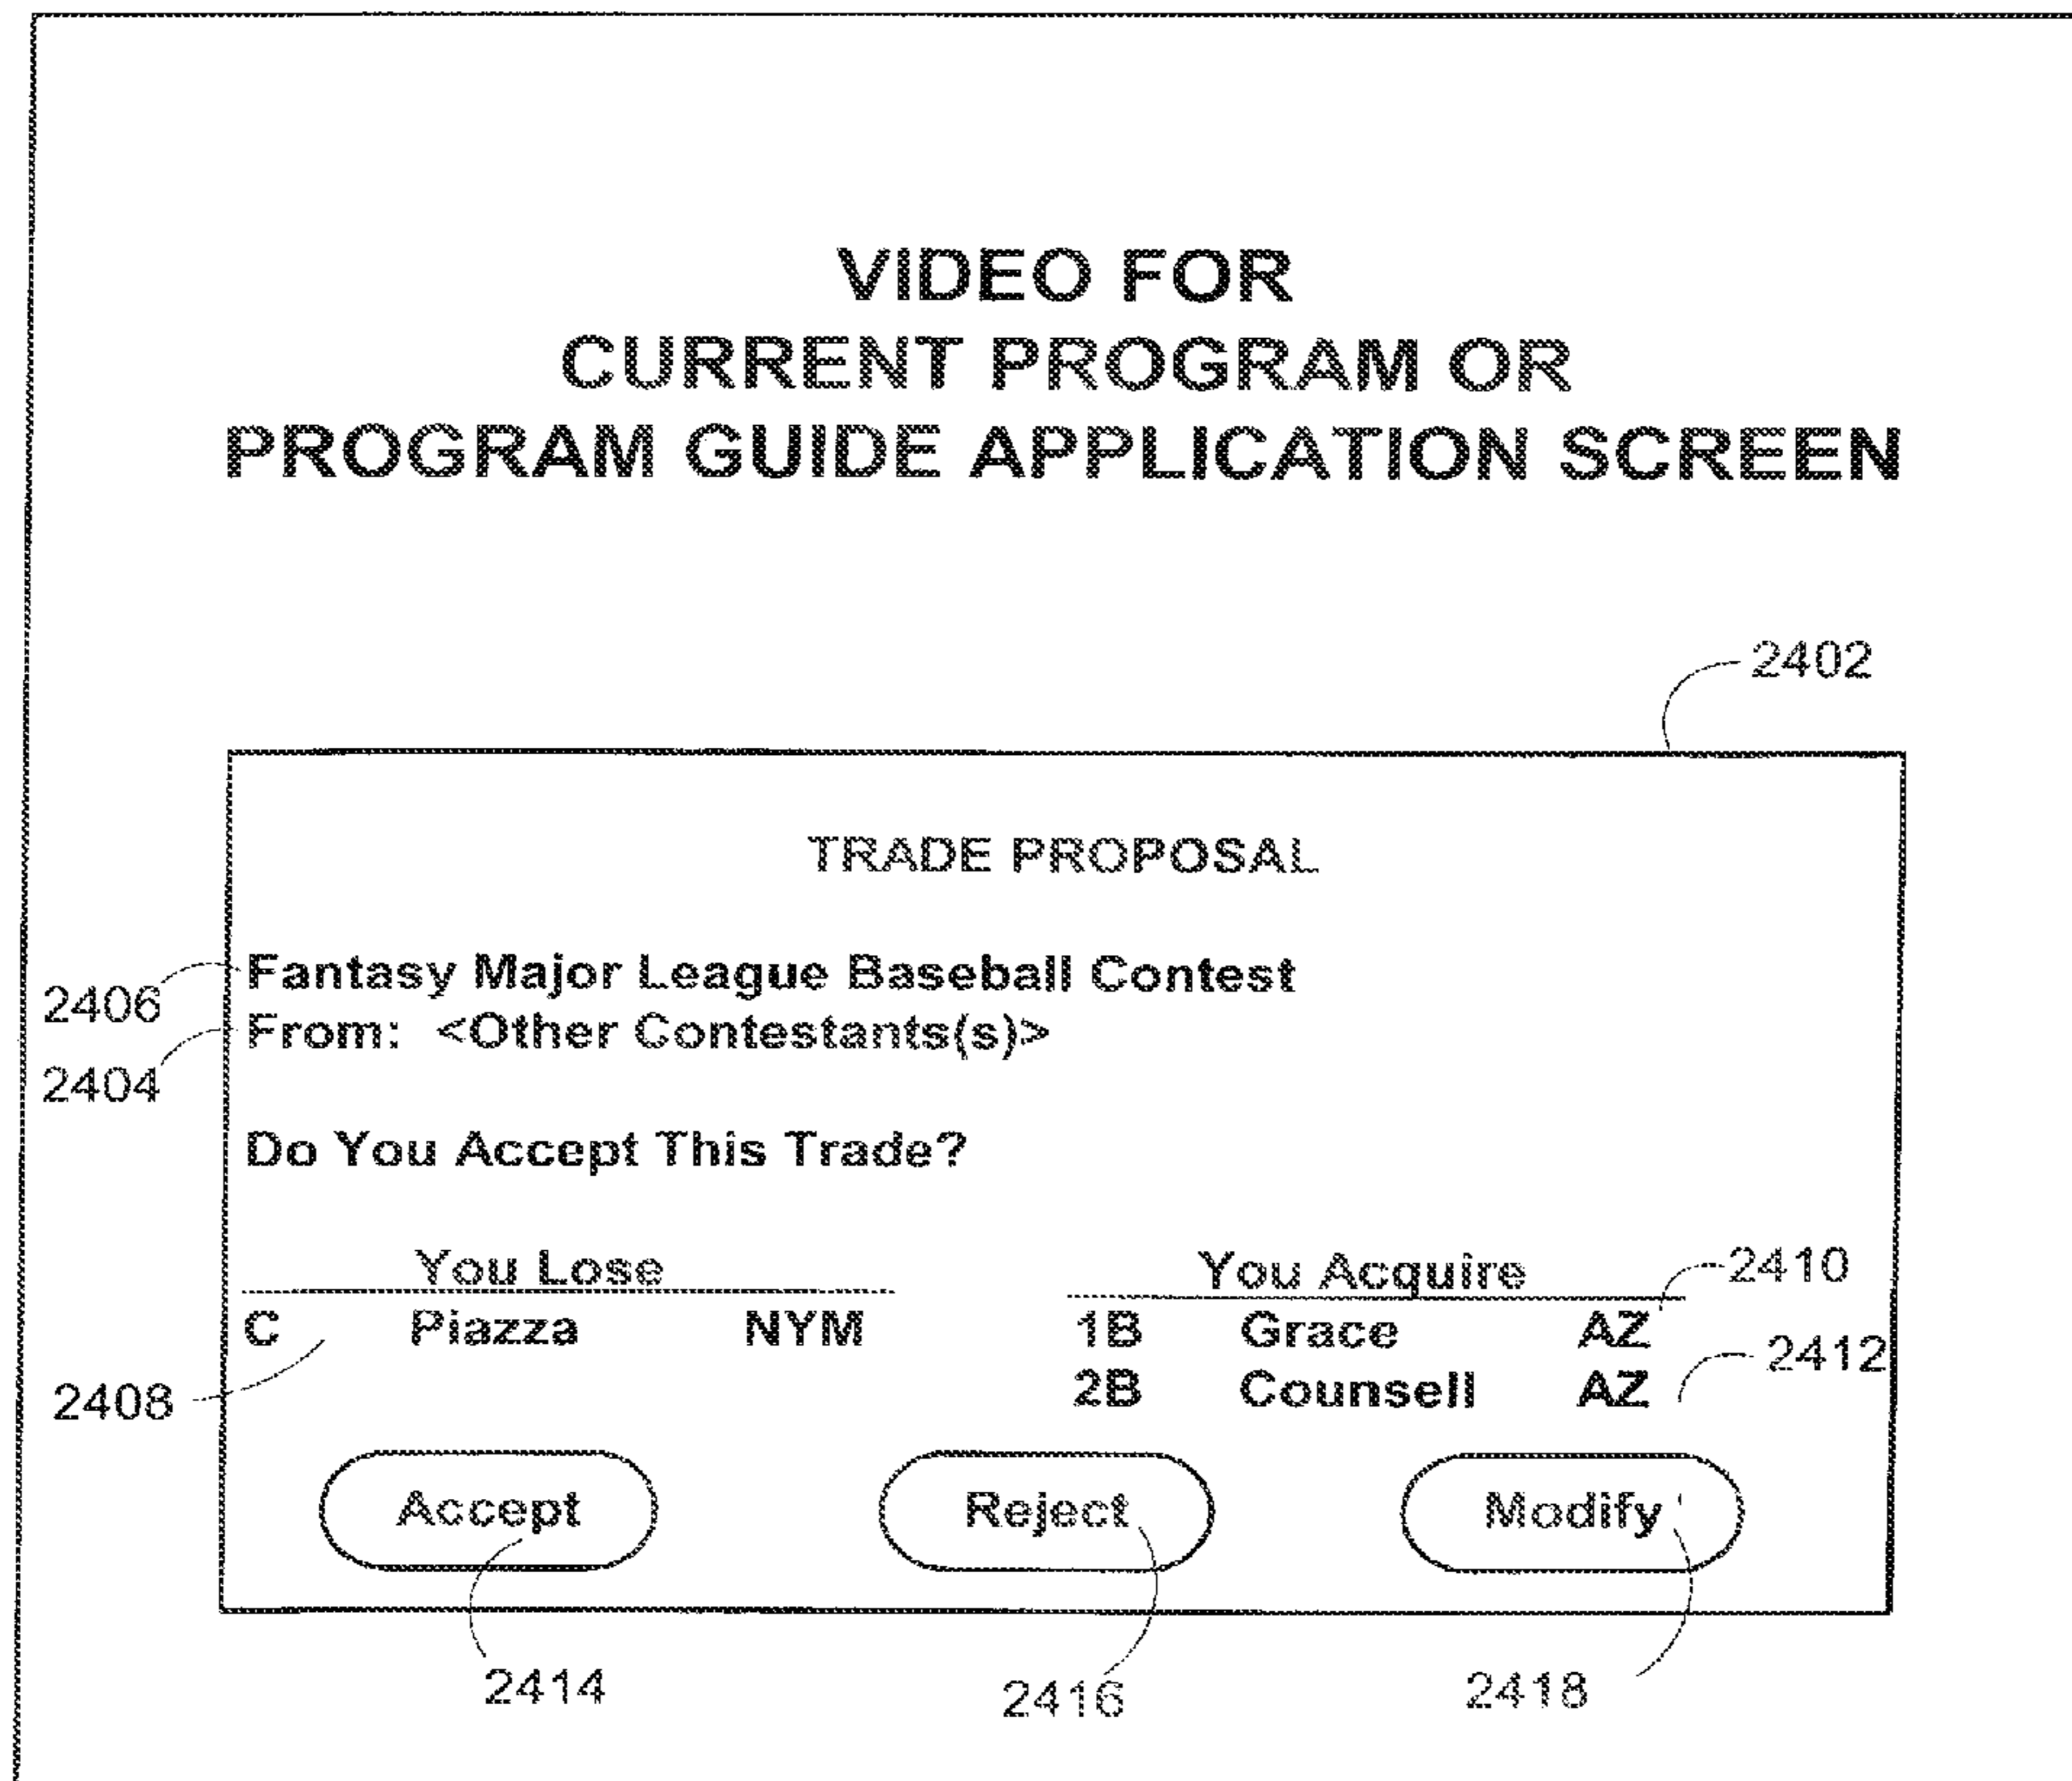 VIDEO FOR
CURRENT PROGRAM OR
PROGRAM GUIDE APPLICATION SCREEN
2402
TRADE PROPOSAL
2406 Fantasy Major League Baseball Contest
2404 From: <Other Contestants(s)>
Do You Accept This Trade?
You Lose You Acquire 2410
C Piazza NYM 1B Grace AZ
2408 2B Counsell AZ 2412
Accept Reject Modify
2414 2416 2418